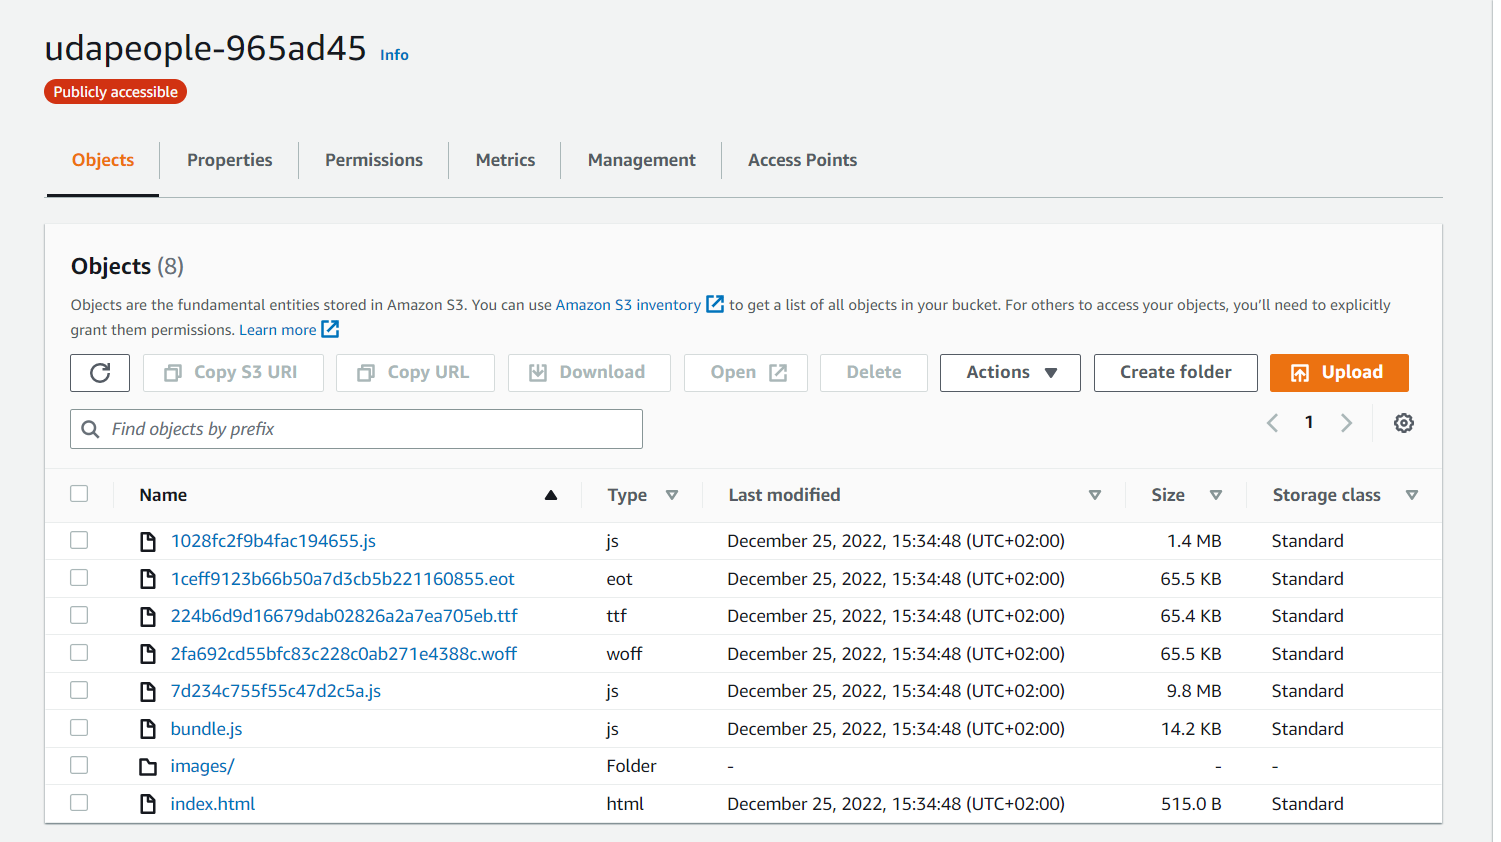 udapeople-965ad45 Info
Publicly accessible
Objects Properties Permissions Metrics Management Access Points
Objects (8)
Objects are the fundamental entities stored in Amazon S3. You can use Amazon S3 inventory to get a list of all objects in your bucket. For others to access your objects, you'll need to explicitly
grant them permissions. Learn more
Copy S3 URI Copy URL Download Open Delete Actions Create folder Upload
Find objects by prefix 1
Name Type Last modified Size Storage class
1028fc2f9b4fac194655.js js December 25, 2022, 15:34:48 (UTC+02:00) 1.4 MB Standard
1ceff9123b66b50a7d3cb5b221160855.eot eot December 25, 2022, 15:34:48 (UTC+02:00) 65.5 KB Standard
224b6d9d16679dab02826a2a7ea705eb.ttf ttf December 25, 2022, 15:34:48 (UTC+02:00) 65.4 KB Standard
2fa692cd55bfc83c228c0ab271e4388c.woff woff December 25, 2022, 15:34:48 (UTC+02:00) 65.5 KB Standard
7d234c755f55c47d2c5a.js js December 25, 2022, 15:34:48 (UTC+02:00) 9.8 MB Standard
bundle.js js December 25, 2022, 15:34:48 (UTC+02:00) 14.2 KB Standard
images/ Folder - - -
index.html html December 25, 2022, 15:34:48 (UTC+02:00) 515.0 B Standard